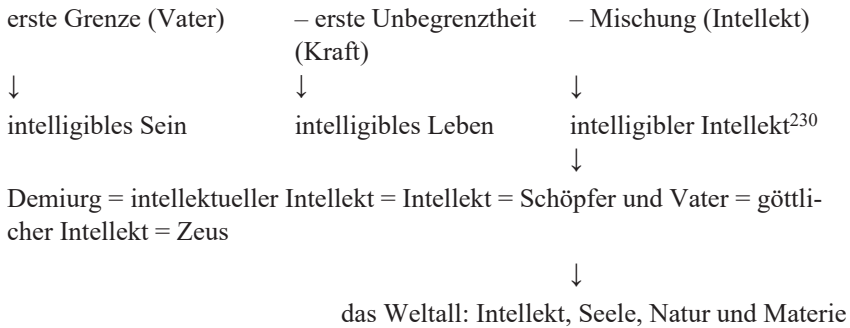 erste Grenze (Vater) – erste Unbegrenztheit – Mischung (Intellekt)
(Kraft)
↓ ↓ ↓
intelligibles Sein intelligibles Leben intelligibler Intellekt230
↓
Demiurg = intellektueller Intellekt = Intellekt = Schöpfer und Vater = göttli-
cher Intellekt = Zeus
↓
das Weltall: Intellekt, Seele, Natur und Materie